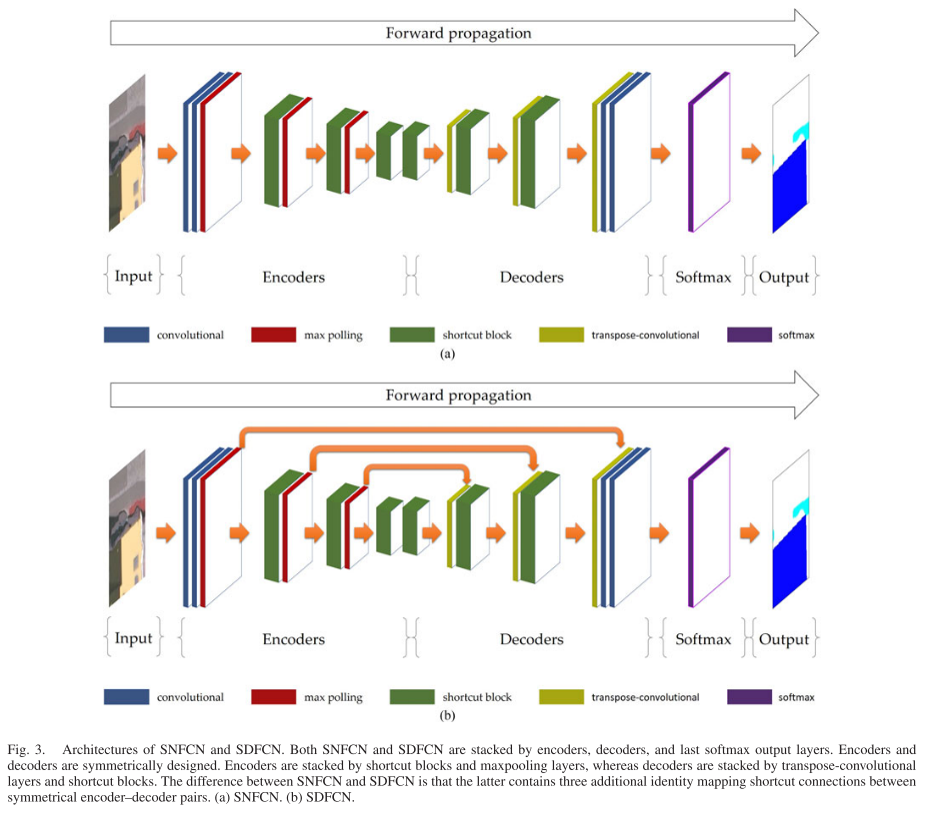 Forward propagation
Input
Encoders
Decoders
Softmax
Output
convolutional
max polling
shortcut block
transpose-convolutional
softmax
(a)
Forward propagation
Input
Encoders
Decoders
Softmax
Output
convolutional
max polling
shortcut block
transpose-convolutional
softmax
(b)
Fig. 3. Architectures of SNFCN and SDFCN. Both SNFCN and SDFCN are stacked by encoders, decoders, and last softmax output layers. Encoders and
decoders are symmetrically designed. Encoders are stacked by shortcut blocks and maxpooling layers, whereas decoders are stacked by transpose-convolutional
layers and shortcut blocks. The difference between SNFCN and SDFCN is that the latter contains three additional identity mapping shortcut connections between
symmetrical encoder–decoder pairs. (a) SNFCN. (b) SDFCN.